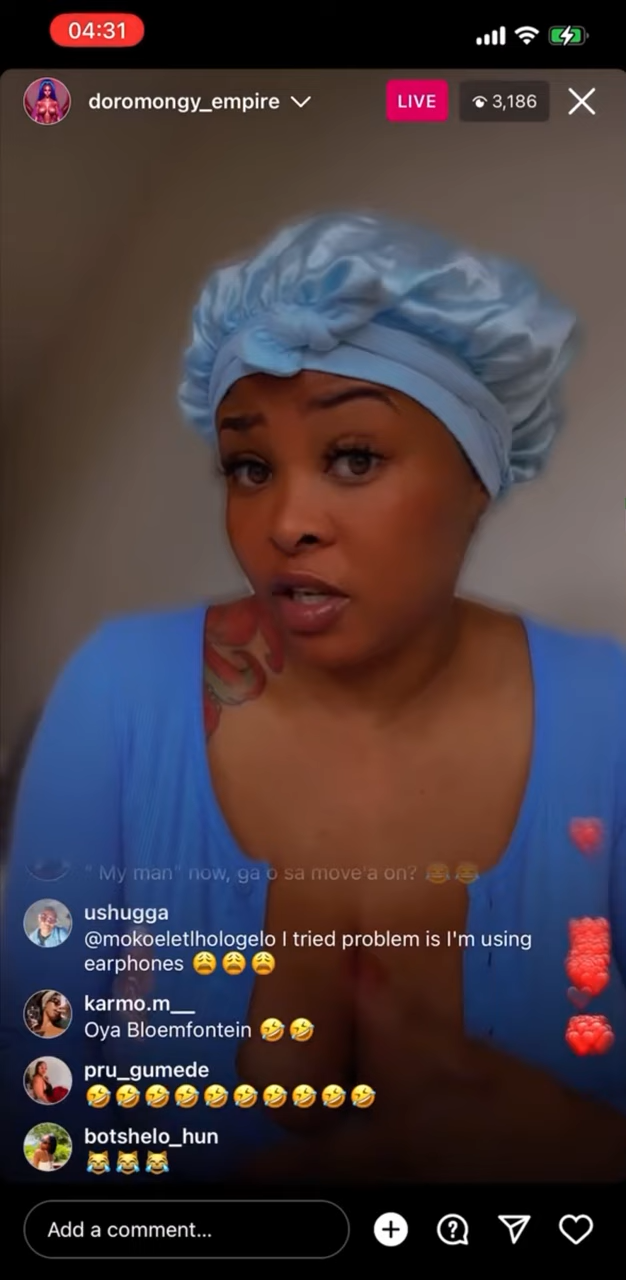 04:31
doromongy_empire
LIVE
3,186
" My man" now, ga o sa move'a on? 😂😂
ushugga
@mokoeletlhologelo I tried problem is I'm using
earphones 😩😩😩
karmo.m__
Oya Bloemfontein 🤣🤣
pru_gumede
🤣🤣🤣🤣🤣🤣🤣🤣🤣🤣
botshelo_hun
😹😹😹
Add a comment...